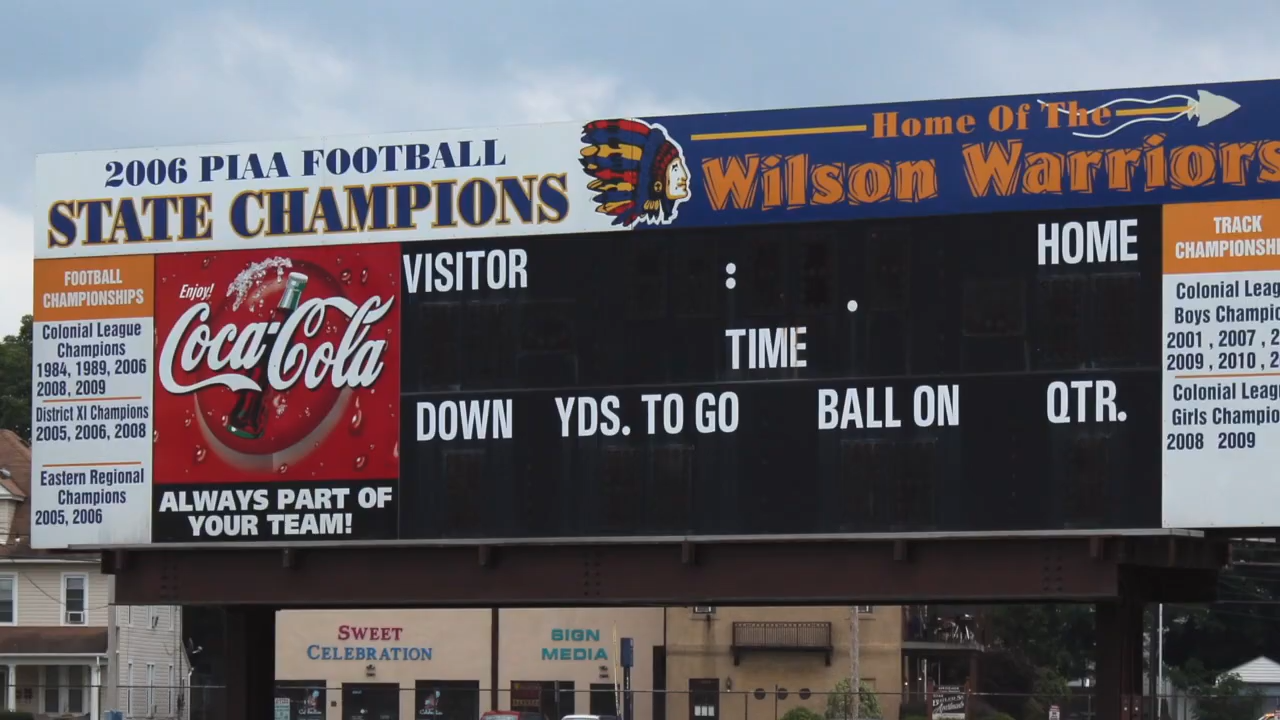 2006 PIAA FOOTBALL
STATE CHAMPIONS
Home Of The
Wilson Warriors
FOOTBALL
CHAMPIONSHIPS
Colonial League
Champions
1984, 1989, 2006
2008, 2009
District XI Champions
2005, 2006, 2008
Eastern Regional
Champions
2005, 2006
Enjoy!
Coca-Cola
ALWAYS PART OF
YOUR TEAM!
VISITOR
:
.
HOME
TIME
DOWN YDS. TO GO BALL ON QTR.
TRACK
CHAMPIONSH
Colonial Leag
Boys Champi
2001 , 2007 , 2
2009 , 2010 , 2
Colonial Leag
Girls Champio
2008 2009
SWEET
CELEBRATION
SIGN
MEDIA